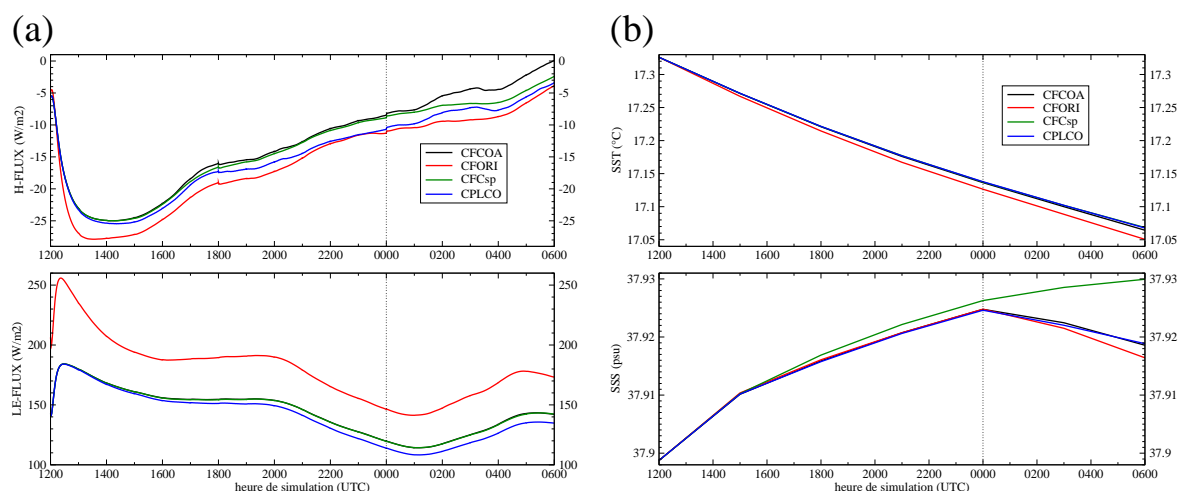 (a)
(b)
0
-5
-10
-15
-20
-25
H-FLUX (W/m2)
0
-5
-10
-15
-20
-25
CFCOA
CFORI
CFCsp
CPLCO
1200 1400 1600 1800 2000 2200 0000 0200 0400 0600
250
200
150
100
LE-FLUX (W/m2)
250
200
150
100
1200 1400 1600 1800 2000 2200 0000 0200 0400 0600
heure de simulation (UTC)
17.3
17.25
17.2
17.15
17.1
17.05
SST (°C)
17.3
17.25
17.2
17.15
17.1
17.05
CFCOA
CFORI
CFCsp
CPLCO
1200 1400 1600 1800 2000 2200 0000 0200 0400 0600
37.93
37.92
37.91
37.9
SSS (psu)
37.93
37.92
37.91
37.9
1200 1400 1600 1800 2000 2200 0000 0200 0400 0600
heure de simulation (UTC)